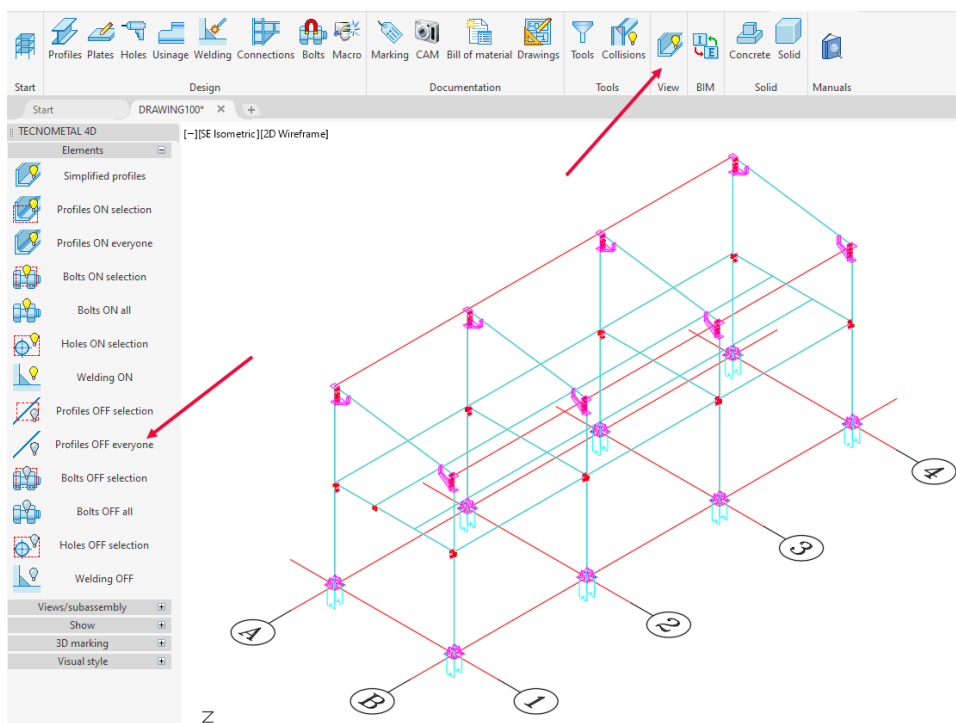 Profiles Plates Holes Usinage Welding Connections Bolts Macro Marking CAM Bill of material Drawings Tools Collisions I E Concrete Solid
Start Design Documentation Tools View BIM Solid Manuals
Start DRAWING100* × +
TECNOMETAL 4D
[−][SE Isometric][2D Wireframe]
Elements
Simplified profiles
Profiles ON selection
Profiles ON everyone
Bolts ON selection
Bolts ON all
Holes ON selection
Welding ON
Profiles OFF selection
Profiles OFF everyone
Bolts OFF selection
Bolts OFF all
Holes OFF selection
Welding OFF
Views/subassembly
Show
3D marking
Visual style
4
3
2
A
B
1
Z